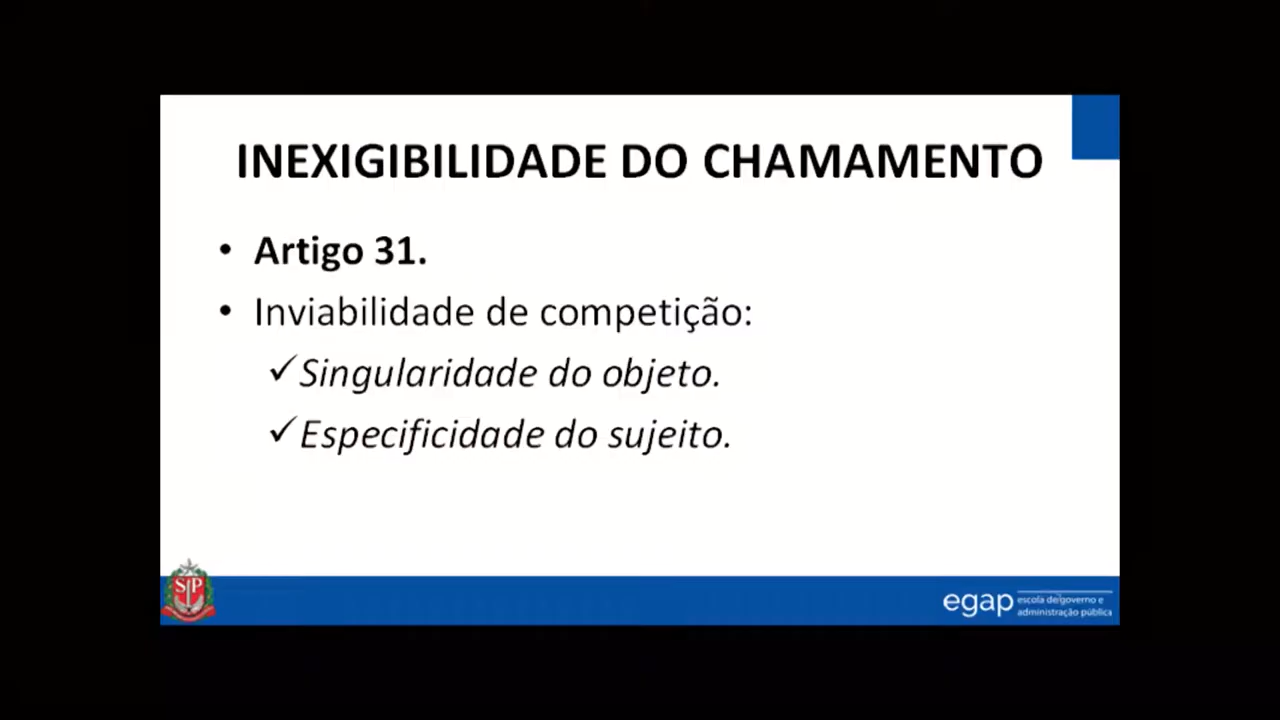 INEXIGIBILIDADE DO CHAMAMENTO
• Artigo 31.
• Inviabilidade de competição:
✓Singularidade do objeto.
✓Especificidade do sujeito.
SP
egap
escola de governo e
administração pública